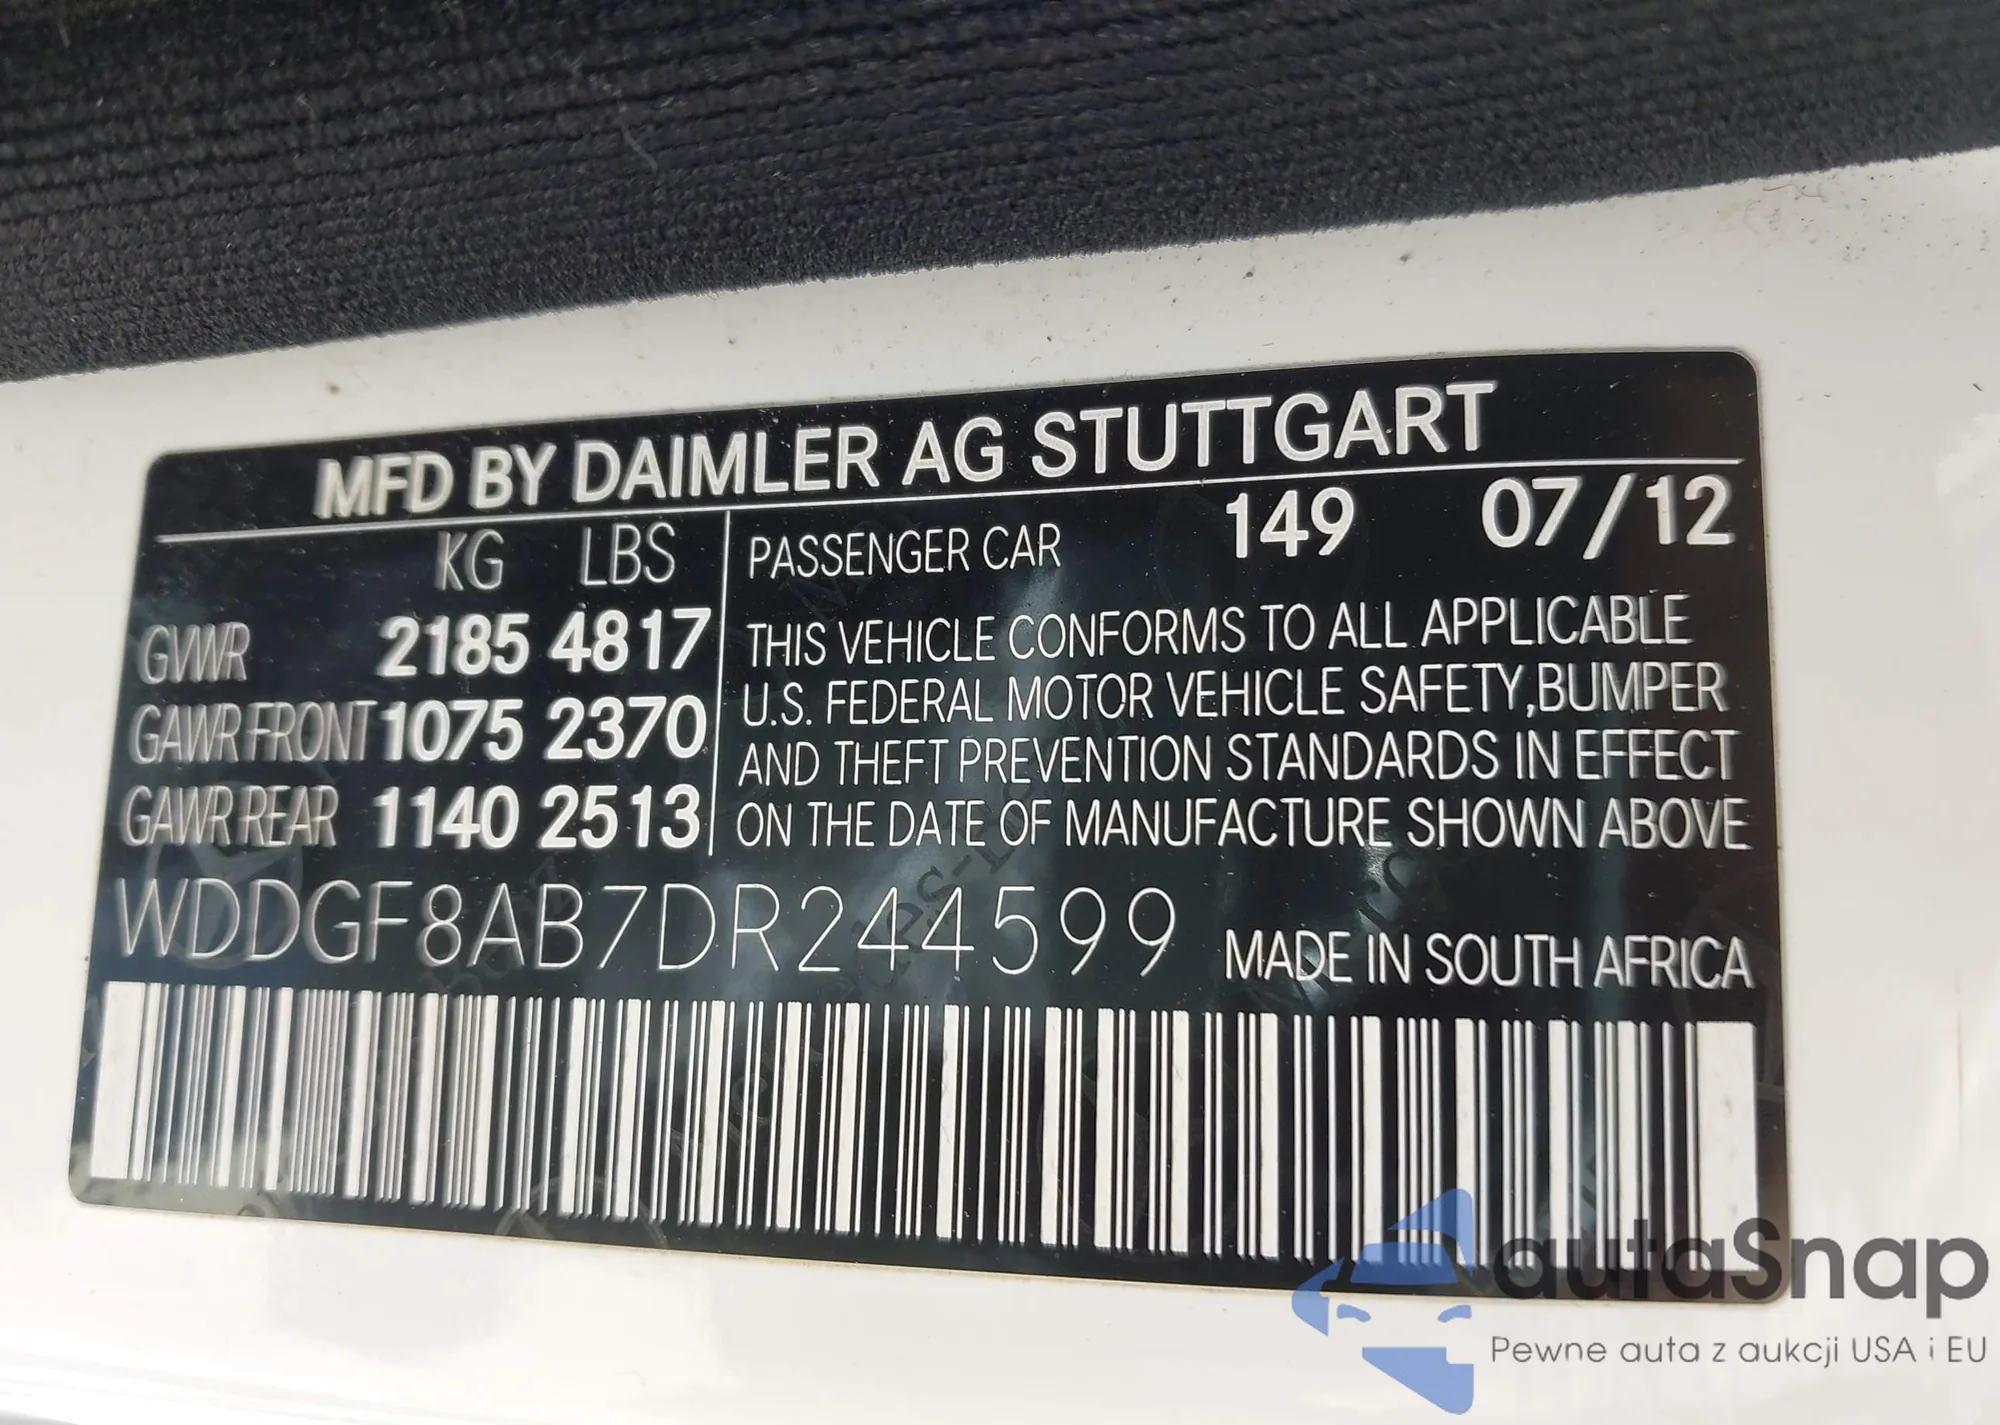 MFD BY DAIMLER AG STUTTGART
KG LBS
GVWR 2185 4817
GAWR FRONT 1075 2370
GAWR REAR 1140 2513
PASSENGER CAR 149 07/12
THIS VEHICLE CONFORMS TO ALL APPLICABLE
U.S. FEDERAL MOTOR VEHICLE SAFETY,BUMPER
AND THEFT PREVENTION STANDARDS IN EFFECT
ON THE DATE OF MANUFACTURE SHOWN ABOVE
WDDGF8AB7DR244599 MADE IN SOUTH AFRICA
autaSnap
Pewne auta z aukcji USA i EU